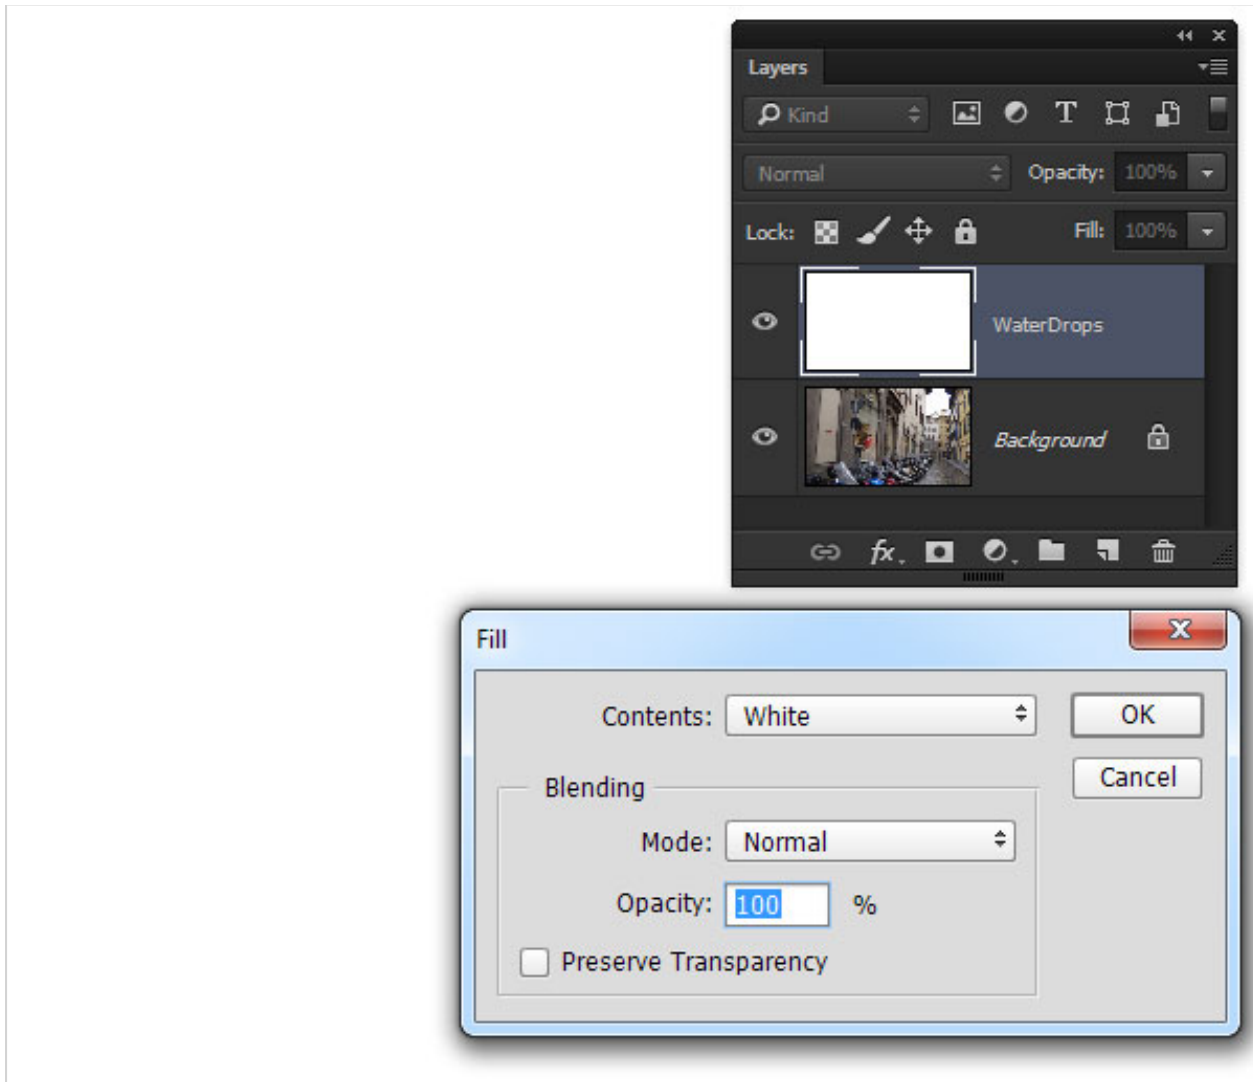 Layers
Kind
Normal Opacity: 100%
Lock: Fill: 100%
WaterDrops
Background
fx
Fill
Contents: White OK
Cancel
Blending
Mode: Normal
Opacity: 100 %
Preserve Transparency